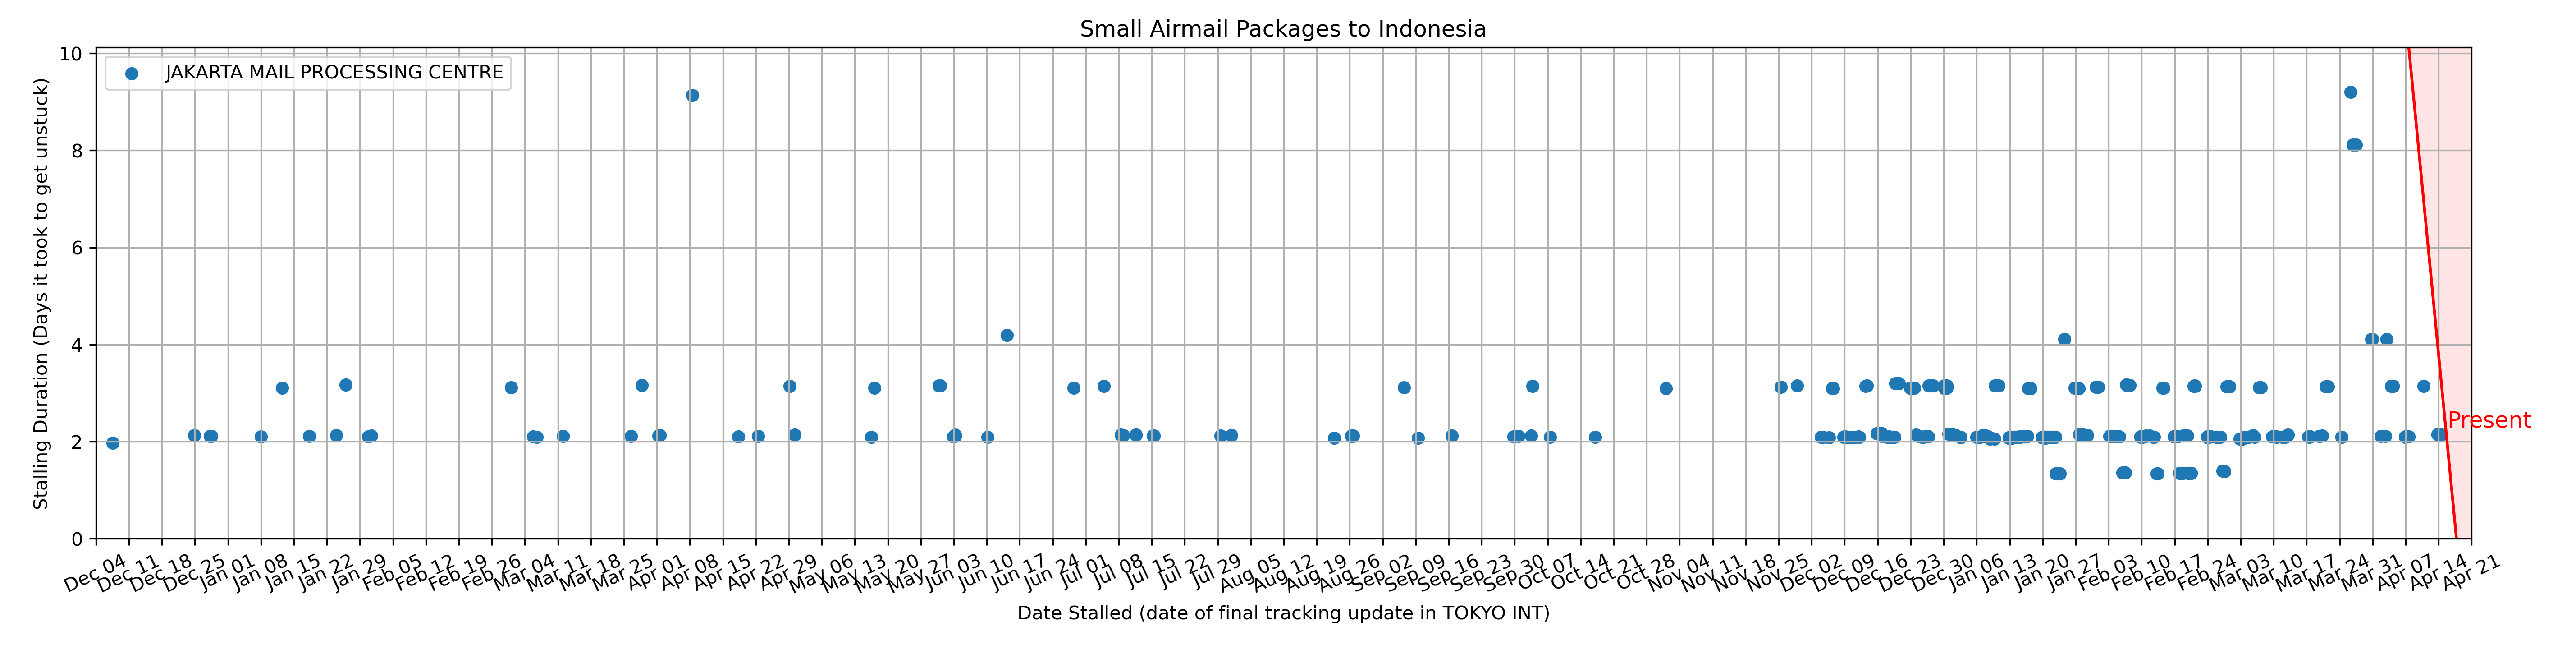 Small Airmail Packages to Indonesia
JAKARTA MAIL PROCESSING CENTRE
Stalling Duration (Days it took to get unstuck)
10
8
6
4
2
0
Present
Dec 04
Dec 11
Dec 18
Dec 25
Jan 01
Jan 08
Jan 15
Jan 22
Jan 29
Feb 05
Feb 12
Feb 19
Feb 26
Mar 04
Mar 11
Mar 18
Mar 25
Apr 01
Apr 08
Apr 15
Apr 22
Apr 29
May 06
May 13
May 20
May 27
Jun 03
Jun 10
Jun 17
Jun 24
Jul 01
Jul 08
Jul 15
Jul 22
Jul 29
Aug 05
Aug 12
Aug 19
Aug 26
Sep 02
Sep 09
Sep 16
Sep 23
Sep 30
Oct 07
Oct 14
Oct 21
Oct 28
Nov 04
Nov 11
Nov 18
Nov 25
Dec 02
Dec 09
Dec 16
Dec 23
Dec 30
Jan 06
Jan 13
Jan 20
Jan 27
Feb 03
Feb 10
Feb 17
Feb 24
Mar 03
Mar 10
Mar 17
Mar 24
Mar 31
Apr 07
Apr 14
Apr 21
Date Stalled (date of final tracking update in TOKYO INT)